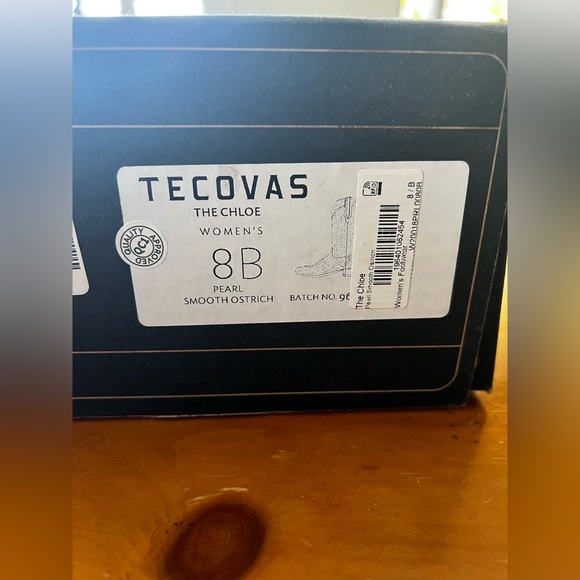 TECOVAS
THE CHLOE
WOMEN'S
8B
PEARL
SMOOTH OSTRICH
BATCH NO. 96
QUALITY APPROVED
The Chloe
Pearl Smooth Ostrich
196401062454
Women's Footwear
8 / B